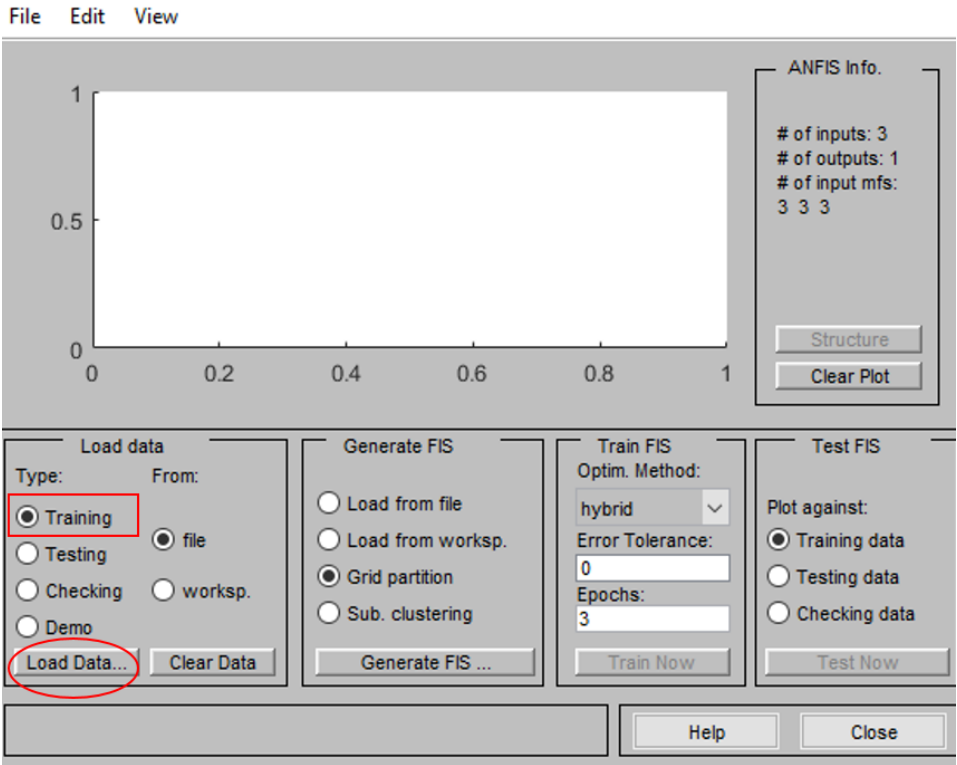 File Edit View
ANFIS Info.
# of inputs: 3
# of outputs: 1
# of input mfs:
3 3 3
Structure
Clear Plot
1
0.5
0
0 0.2 0.4 0.6 0.8 1
Load data
Type: From:
Training
Testing
Checking
Demo
file
worksp.
Load Data... Clear Data
Generate FIS
Load from file
Load from worksp.
Grid partition
Sub. clustering
Generate FIS ...
Train FIS
Optim. Method:
hybrid
Error Tolerance:
0
Epochs:
3
Train Now
Test FIS
Plot against:
Training data
Testing data
Checking data
Test Now
Help Close